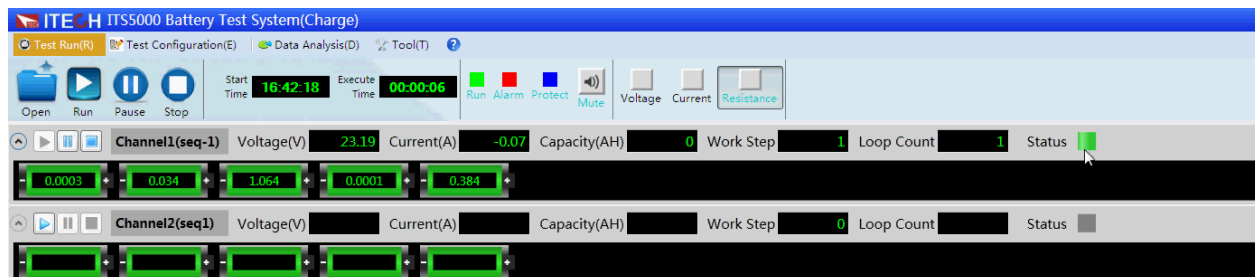 ITECH ITS5000 Battery Test System(Charge)
Test Run(R) Test Configuration(E) Data Analysis(D) Tool(T) ?
Start Time 16:42:18 Execute Time 00:00:06
Open Run Pause Stop Run Alarm Protect Mute Voltage Current Resistance
Channel1(seq-1) Voltage(V) 23.19 Current(A) -0.07 Capacity(AH) 0 Work Step 1 Loop Count 1 Status
- 0.0003 + - 0.034 + - 1.064 + - 0.0001 + - 0.384 +
Channel2(seq1) Voltage(V) Current(A) Capacity(AH) Work Step 0 Loop Count Status
- + - + - + - + - +